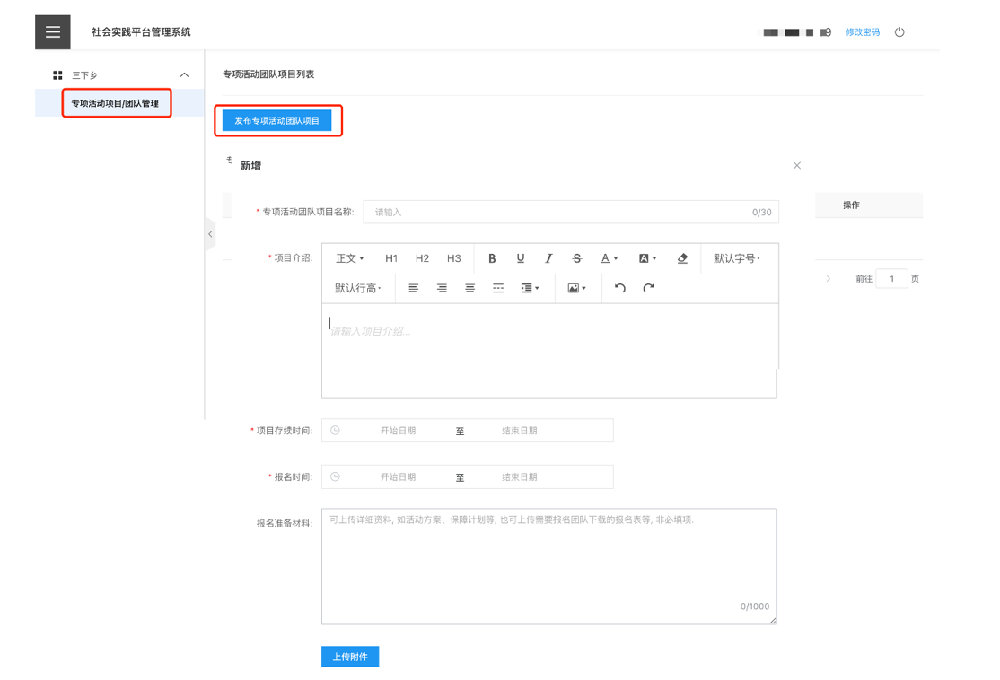 社会实践平台管理系统
修改密码
三下乡
专项活动项目/团队管理
专项活动团队项目列表
发布专项活动团队项目
新增
* 专项活动团队项目名称:
请输入
0/30
操作
* 项目介绍:
正文 H1 H2 H3 B U I S A A 默认字号
默认行高
请输入项目介绍...
前往 1 页
* 项目存续时间:
开始日期 至 结束日期
* 报名时间:
开始日期 至 结束日期
报名准备材料:
可上传详细资料, 如活动方案、保障计划等; 也可上传需要报名团队下载的报名表等, 非必填项.
0/1000
上传附件